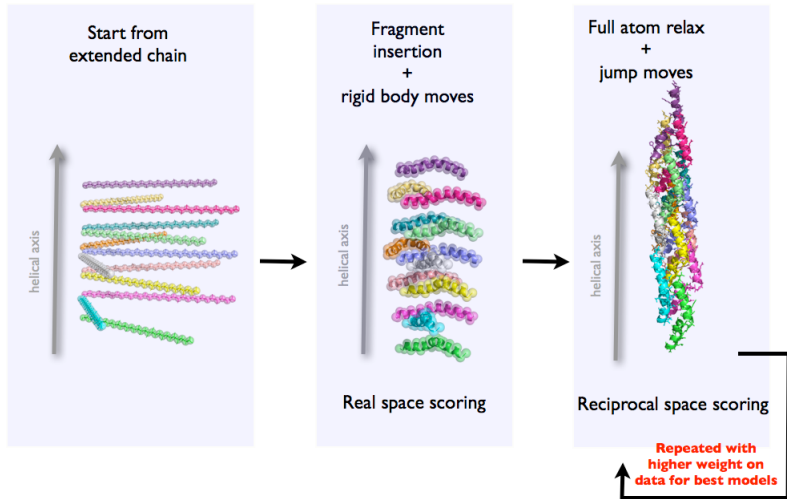 Start from
extended chain
helical axis
Fragment
insertion
+
rigid body moves
helical axis
Real space scoring
Full atom relax
+
jump moves
helical axis
Reciprocal space scoring
Repeated with
higher weight on
data for best models